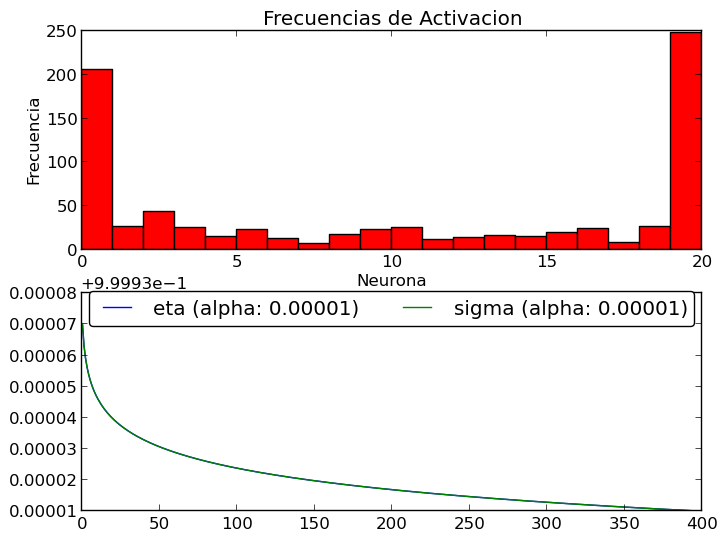 Frecuencias de Activacion
250
200
150
100
50
0
Frecuencia
0 5 10 15 20
Neurona
+9.9993e−1
eta (alpha: 0.00001) sigma (alpha: 0.00001)
0.00008
0.00007
0.00006
0.00005
0.00004
0.00003
0.00002
0.00001
0 50 100 150 200 250 300 350 400